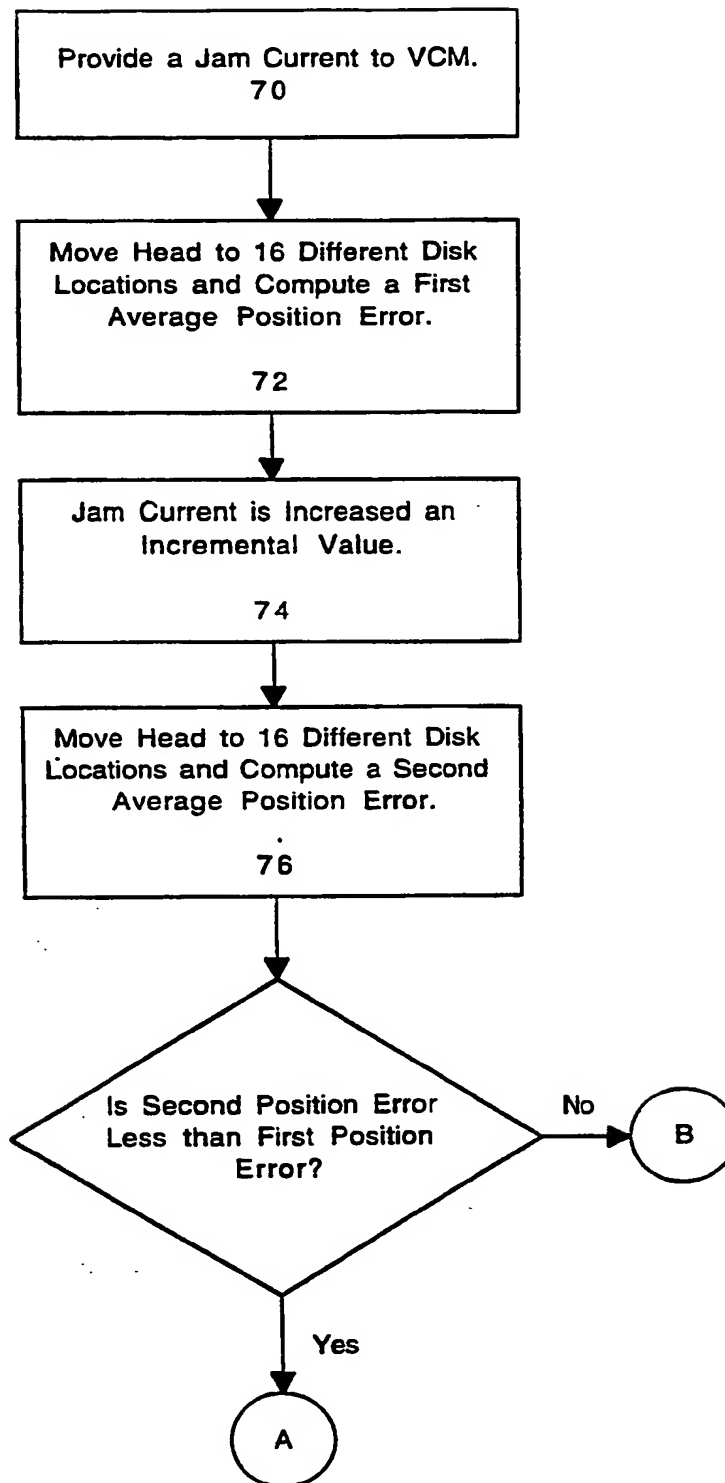 Provide a Jam Current to VCM.
70
Move Head to 16 Different Disk
Locations and Compute a First
Average Position Error.
72
Jam Current is Increased an
Incremental Value.
74
Move Head to 16 Different Disk
Locations and Compute a Second
Average Position Error.
76
Is Second Position Error
Less than First Position
Error?
No
B
Yes
A